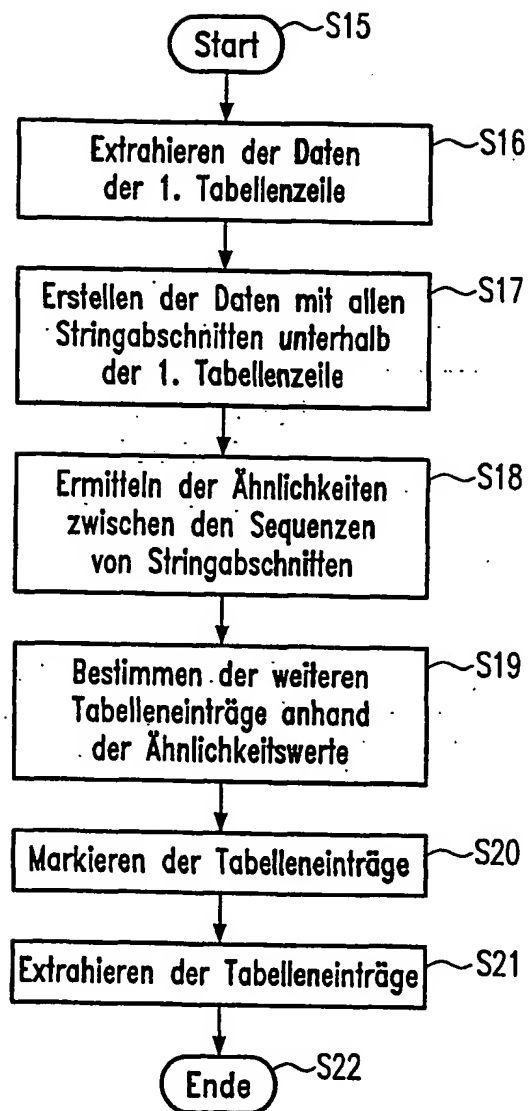 Start
S15
Extrahieren der Daten
der 1. Tabellenzeile
S16
Erstellen der Daten mit allen
Stringabschnitten unterhalb
der 1. Tabellenzeile
S17
Ermitteln der Ähnlichkeiten
zwischen den Sequenzen
von Stringabschnitten
S18
Bestimmen der weiteren
Tabelleneinträge anhand
der Ähnlichkeitswerte
S19
Markieren der Tabelleneinträge
S20
Extrahieren der Tabelleneinträge
S21
Ende
S22